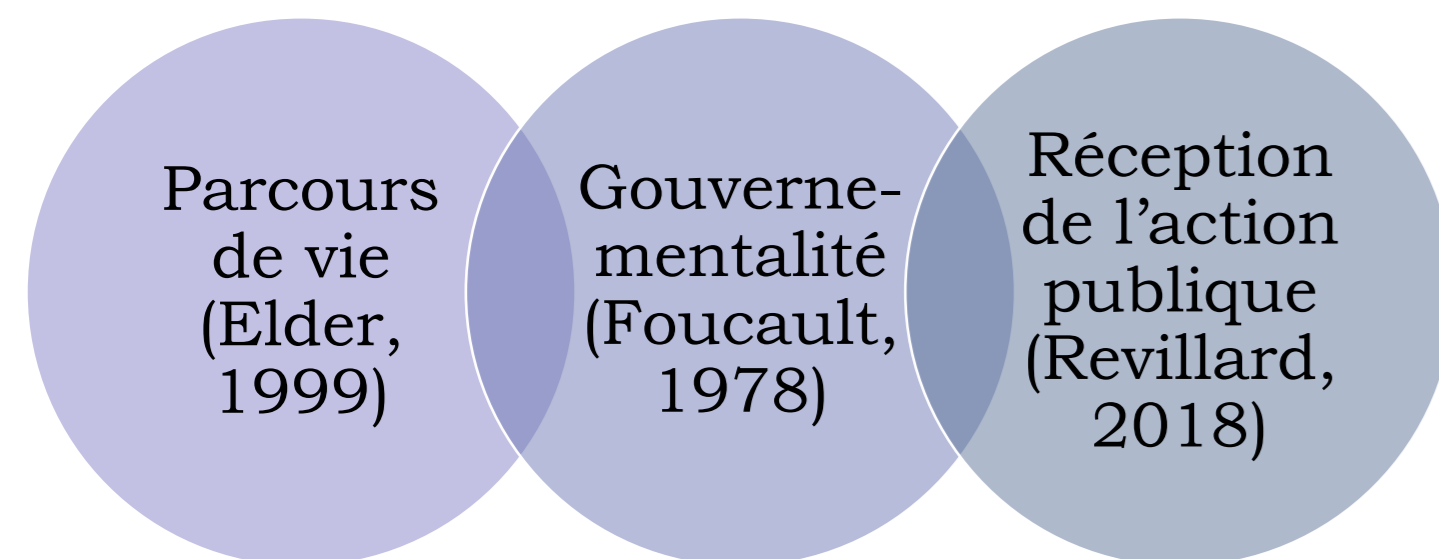 Parcours
de vie
(Elder,
1999)
Gouverne-
mentalité
(Foucault,
1978)
Réception
de l’action
publique
(Revillard,
2018)